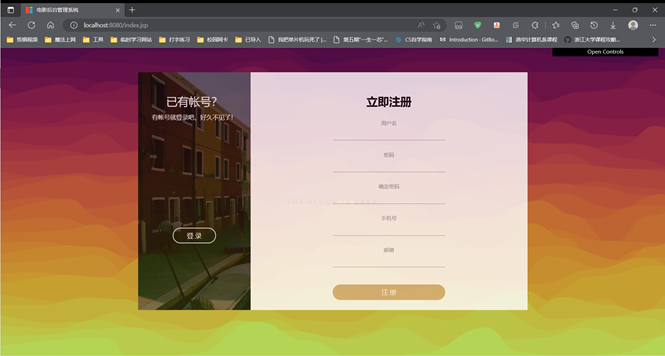 电影后台管理系统
localhost:8080/index.jsp
剪辑视频
魔法上网
工具
临时学习网站
打字练习
校园网卡
已导入
我把单片机玩死了 |
第五期“一生一芯”...
CS自学指南
Introduction - GitBo...
清华计算机系课程
浙江大学课程攻略...
Open Controls
已有帐号？
有帐号就登录吧，好久不见了！
登 录
立即注册
用户名
密码
确定密码
手机号
邮箱
注 册